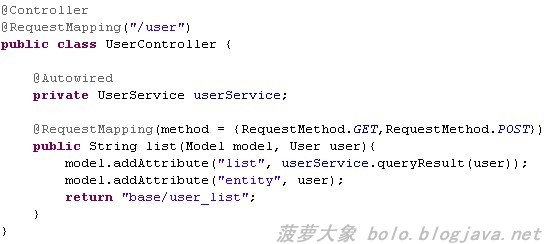 @Controller
@RequestMapping("/user")
public class UserController {
@Autowired
private UserService userService;
@RequestMapping(method = {RequestMethod.GET,RequestMethod.POST})
public String list(Model model, User user){
model.addAttribute("list", userService.queryResult(user));
model.addAttribute("entity", user);
return "base/user_list";
}
}
菠萝大象 bolo.blogjava.net